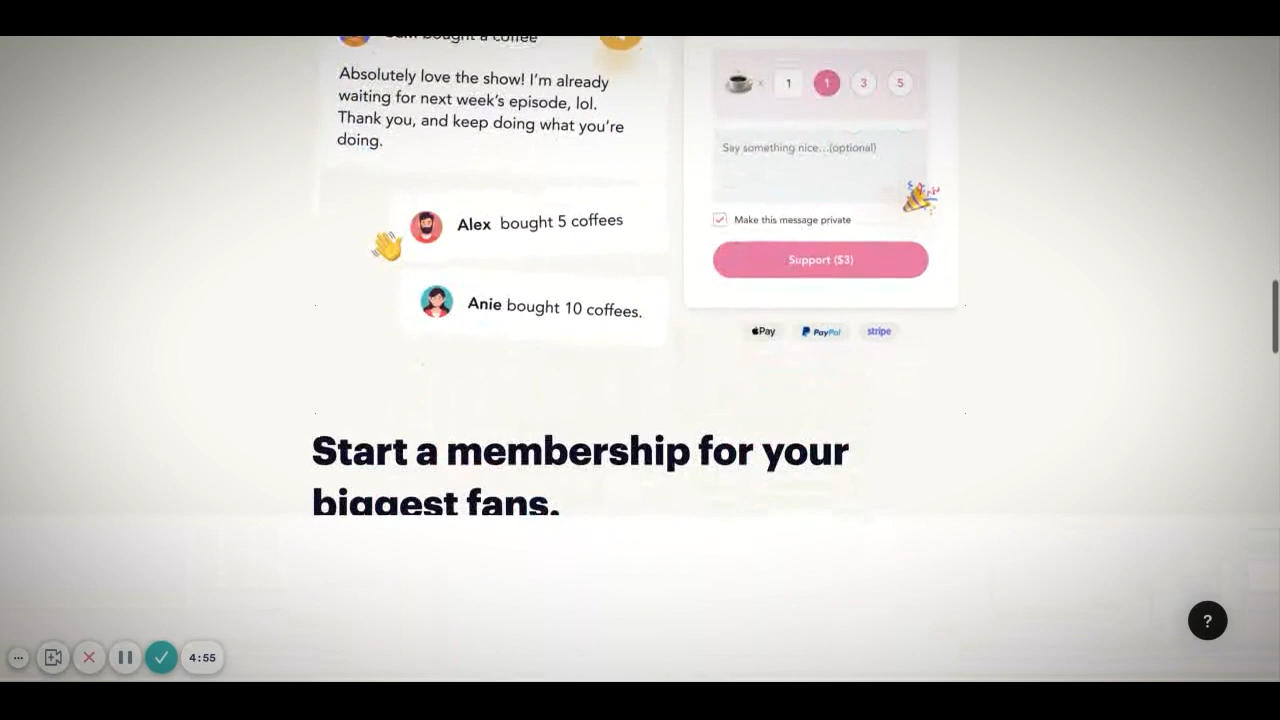 bought a coffee
Absolutely love the show! I'm already
waiting for next week's episode, lol.
Thank you, and keep doing what you're
doing.
Alex bought 5 coffees
Anie bought 10 coffees.
x 1 1 3 5
Say something nice...(optional)
Make this message private
Support ($3)
Pay PayPal stripe
Start a membership for your
biggest fans.
?
4:55